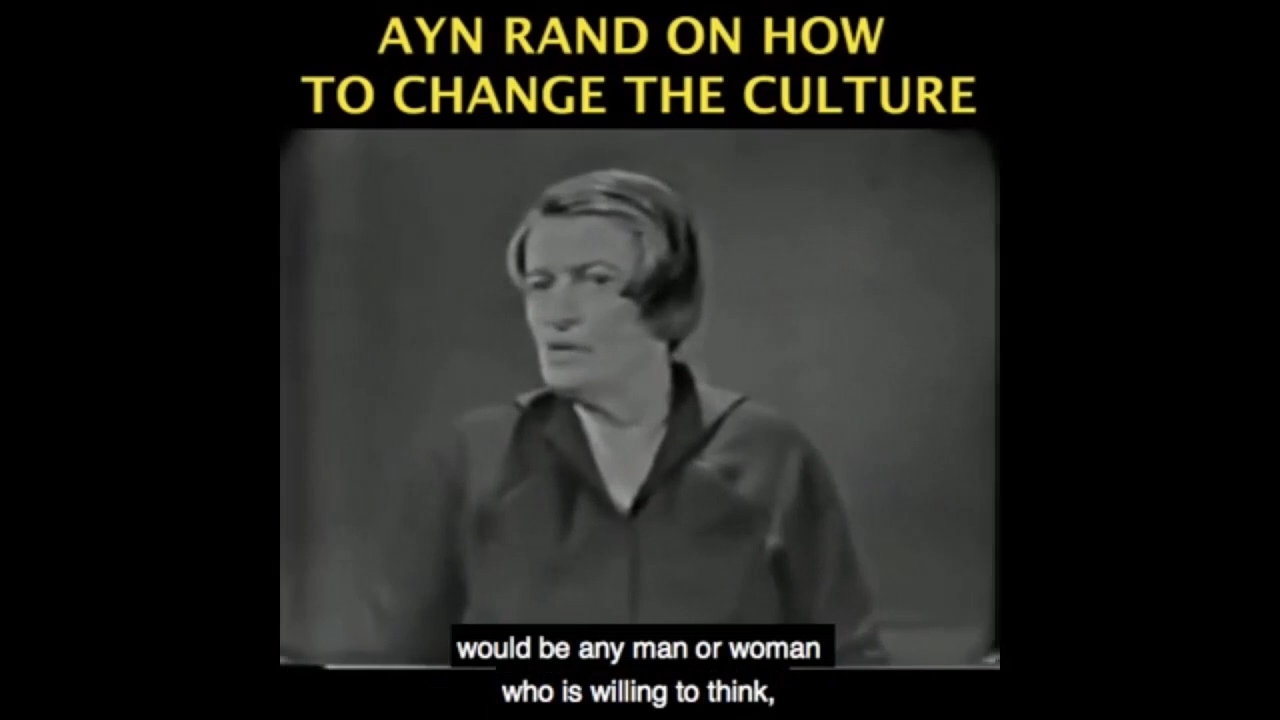 AYN RAND ON HOW
TO CHANGE THE CULTURE
would be any man or woman
who is willing to think,